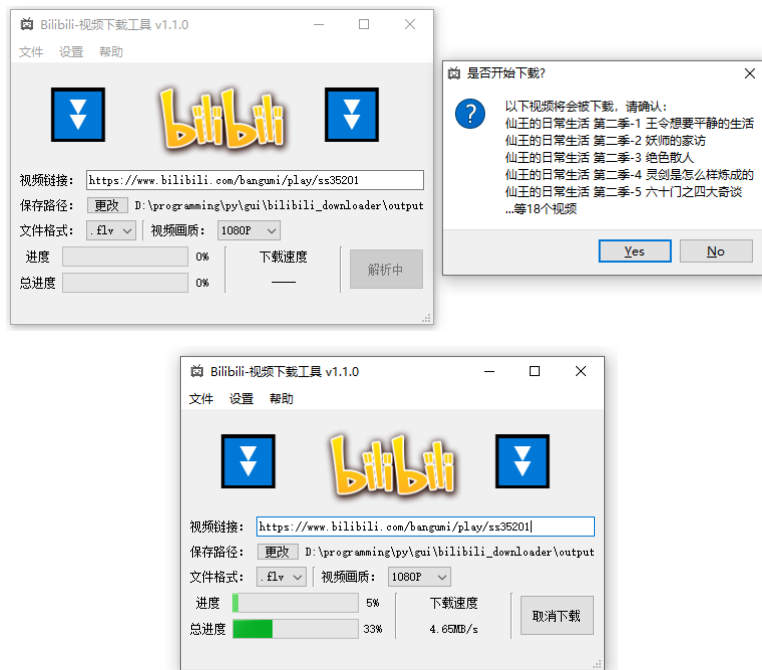 Bilibili-视频下载工具 v1.1.0
文件 设置 帮助
bilibili
视频链接： https://www.bilibili.com/bangumi/play/ss35201
保存路径： 更改 D:\programming\py\gui\bilibili_downloader\output
文件格式： .flv 视频画质： 1080P
进度 0% 下载速度
总进度 0% —— 解析中
是否开始下载?
以下视频将会被下载，请确认：
仙王的日常生活 第二季-1 王令想要平静的生活
仙王的日常生活 第二季-2 妖师的家访
仙王的日常生活 第二季-3 绝色散人
仙王的日常生活 第二季-4 灵剑是怎么样炼成的
仙王的日常生活 第二季-5 六十门之四大奇谈
...等18个视频
Yes No
Bilibili-视频下载工具 v1.1.0
文件 设置 帮助
bilibili
视频链接： https://www.bilibili.com/bangumi/play/ss35201
保存路径： 更改 D:\programming\py\gui\bilibili_downloader\output
文件格式： .flv 视频画质： 1080P
进度 5% 下载速度
总进度 33% 4.65MB/s 取消下载